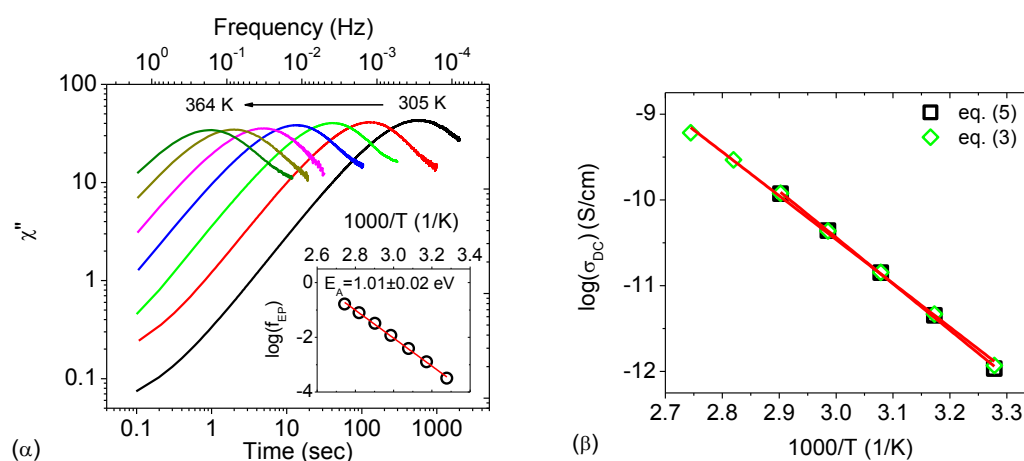 Frequency (Hz)
10⁰ 10⁻¹ 10⁻² 10⁻³ 10⁻⁴
100
10
1
0.1
χ''
364 K
305 K
1000/T (1/K)
2.6 2.8 3.0 3.2 3.4
E_A=1.01±0.02 eV
0
-2
-4
log(f_EP)
0.1 1 10 100 1000
Time (sec)
(α)
eq. (5)
eq. (3)
-9
-10
-11
-12
log(σ_DC) (S/cm)
2.7 2.8 2.9 3.0 3.1 3.2 3.3
1000/T (1/K)
(β)